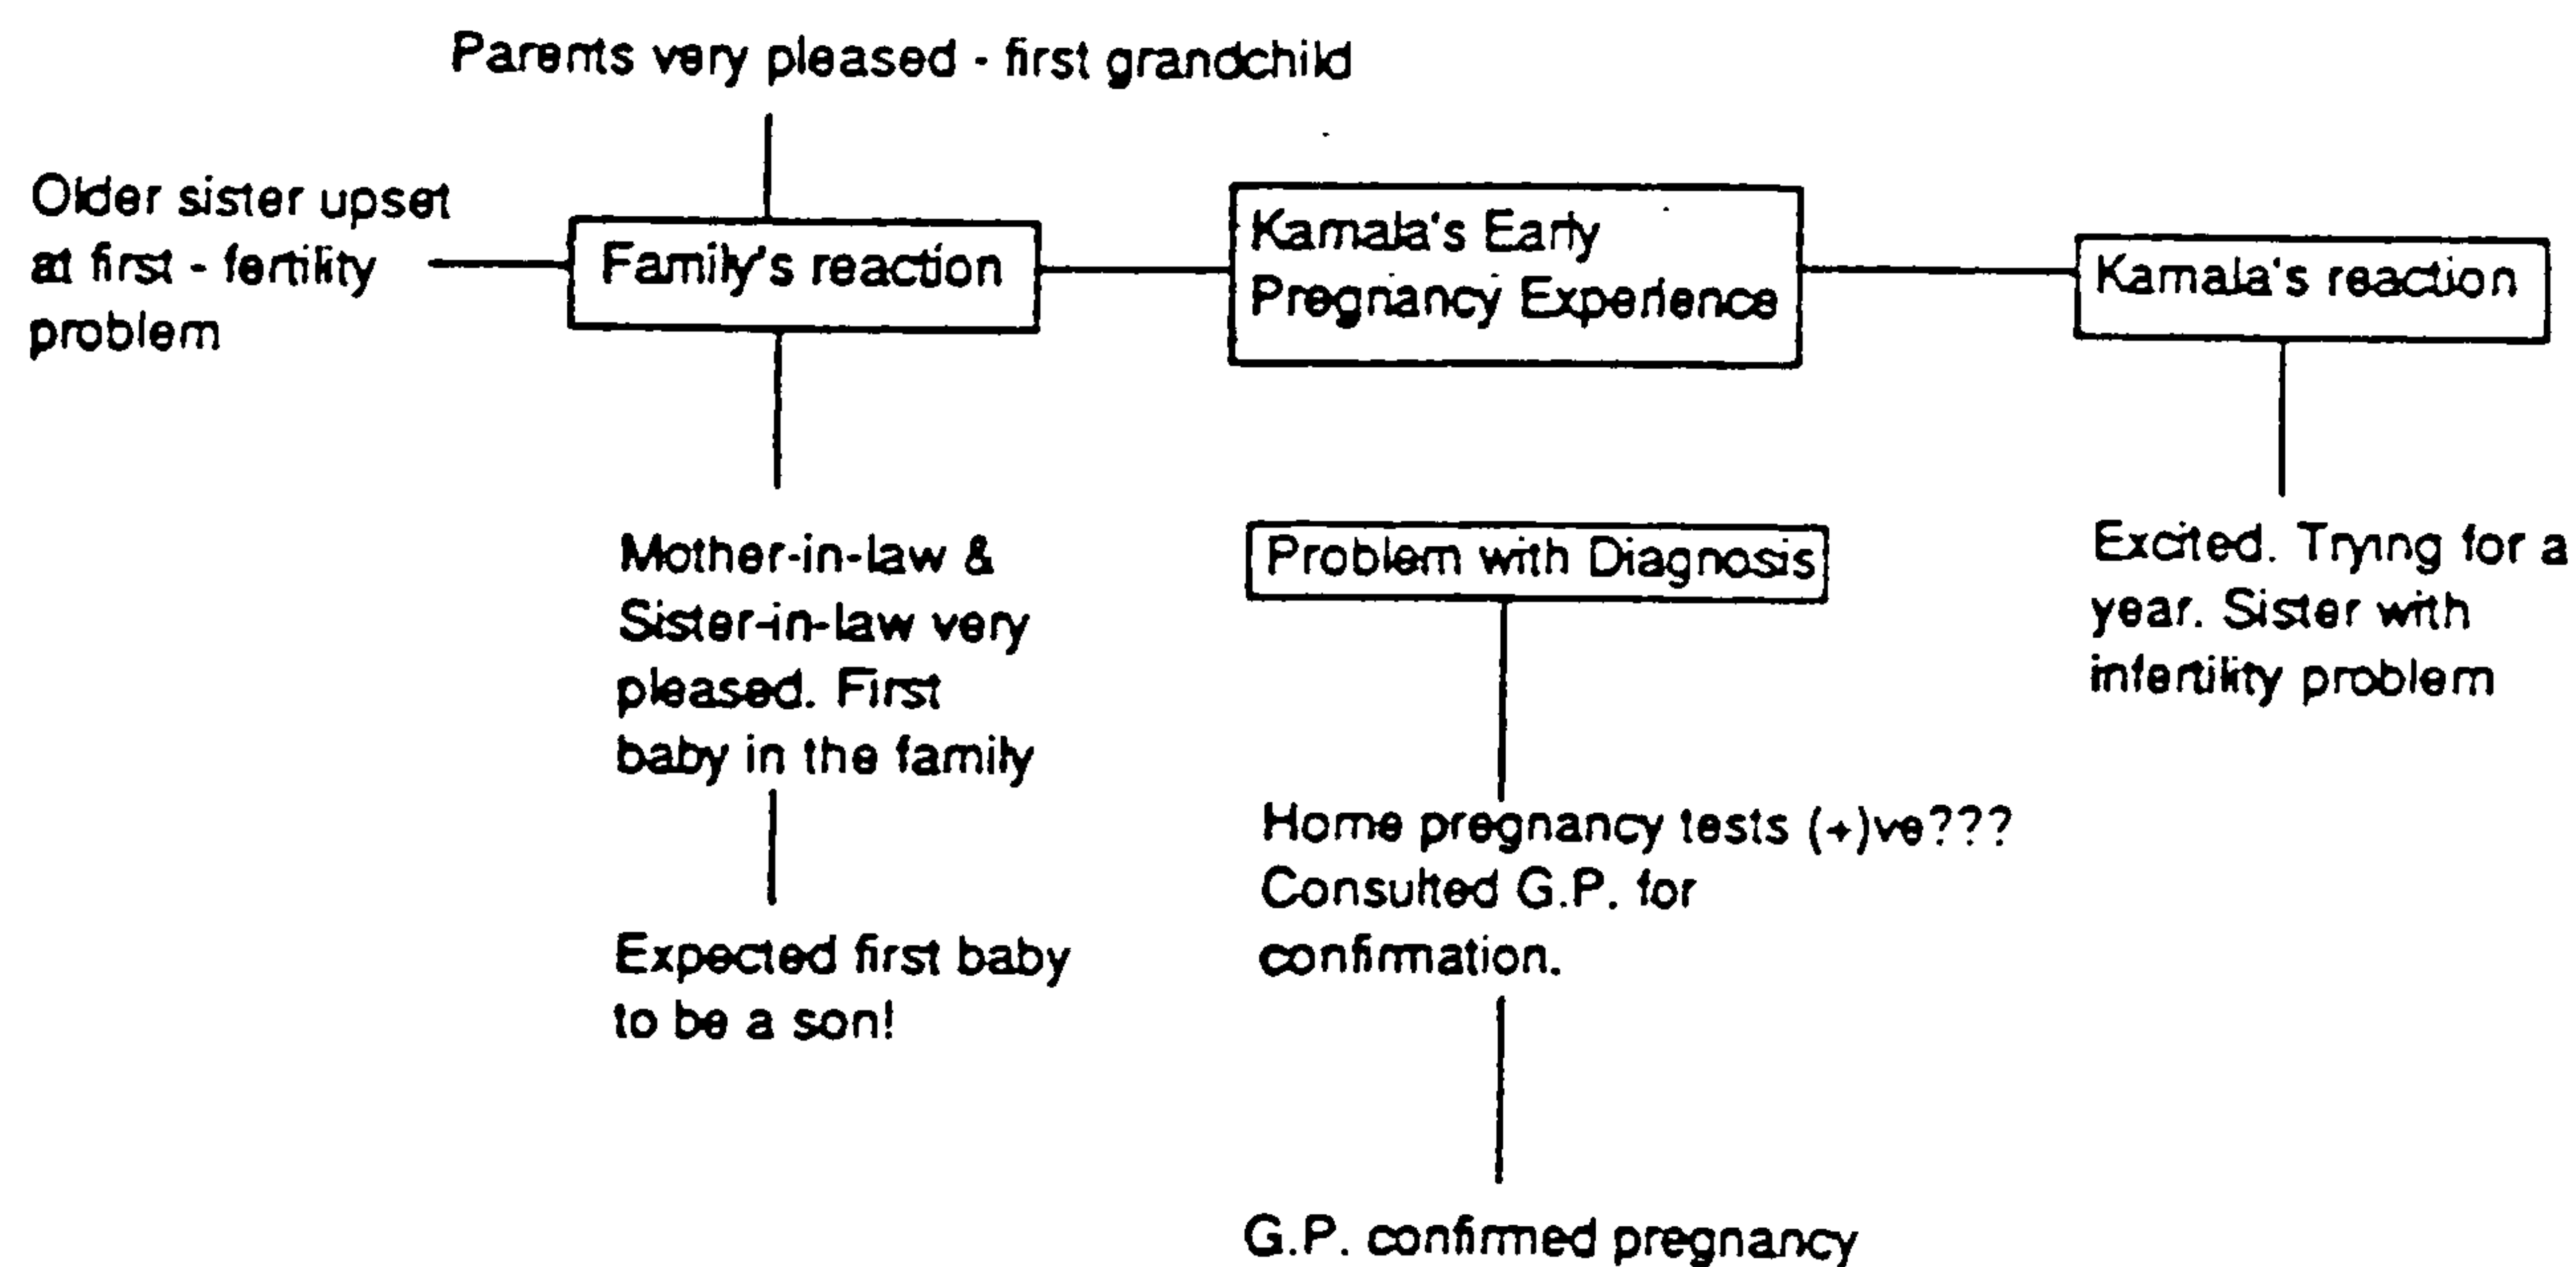 Parents very pleased - first grandchild
Older sister upset
at first - fertility
problem
Family's reaction
Kamala's Early
Pregnancy Experience
Kamala's reaction
Mother-in-law &
Sister-in-law very
pleased. First
baby in the family
Expected first baby
to be a son!
Problem with Diagnosis
Home pregnancy tests (+)ve???
Consulted G.P. for
confirmation.
G.P. confirmed pregnancy
Excited. Trying for a
year. Sister with
infertility problem